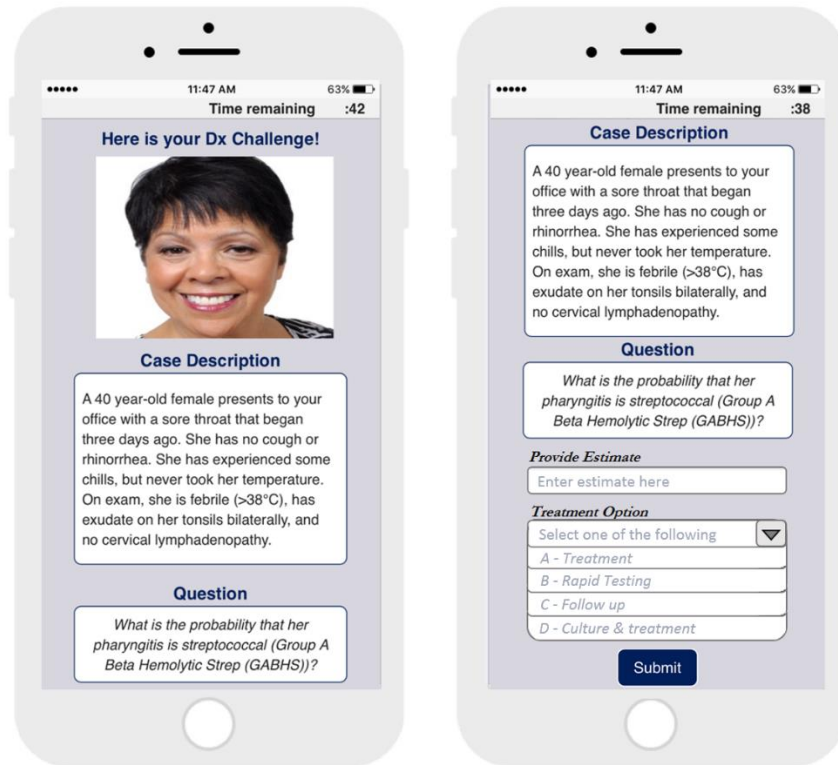 11:47 AM 63%
Time remaining :42
Here is your Dx Challenge!
Case Description
A 40 year-old female presents to your
office with a sore throat that began
three days ago. She has no cough or
rhinorrhea. She has experienced some
chills, but never took her temperature.
On exam, she is febrile (>38°C), has
exudate on her tonsils bilaterally, and
no cervical lymphadenopathy.
Question
What is the probability that her
pharyngitis is streptococcal (Group A
Beta Hemolytic Strep (GABHS))?
11:47 AM 63%
Time remaining :38
Case Description
A 40 year-old female presents to your
office with a sore throat that began
three days ago. She has no cough or
rhinorrhea. She has experienced some
chills, but never took her temperature.
On exam, she is febrile (>38°C), has
exudate on her tonsils bilaterally, and
no cervical lymphadenopathy.
Question
What is the probability that her
pharyngitis is streptococcal (Group A
Beta Hemolytic Strep (GABHS))?
Provide Estimate
Enter estimate here
Treatment Option
Select one of the following
A - Treatment
B - Rapid Testing
C - Follow up
D - Culture & treatment
Submit